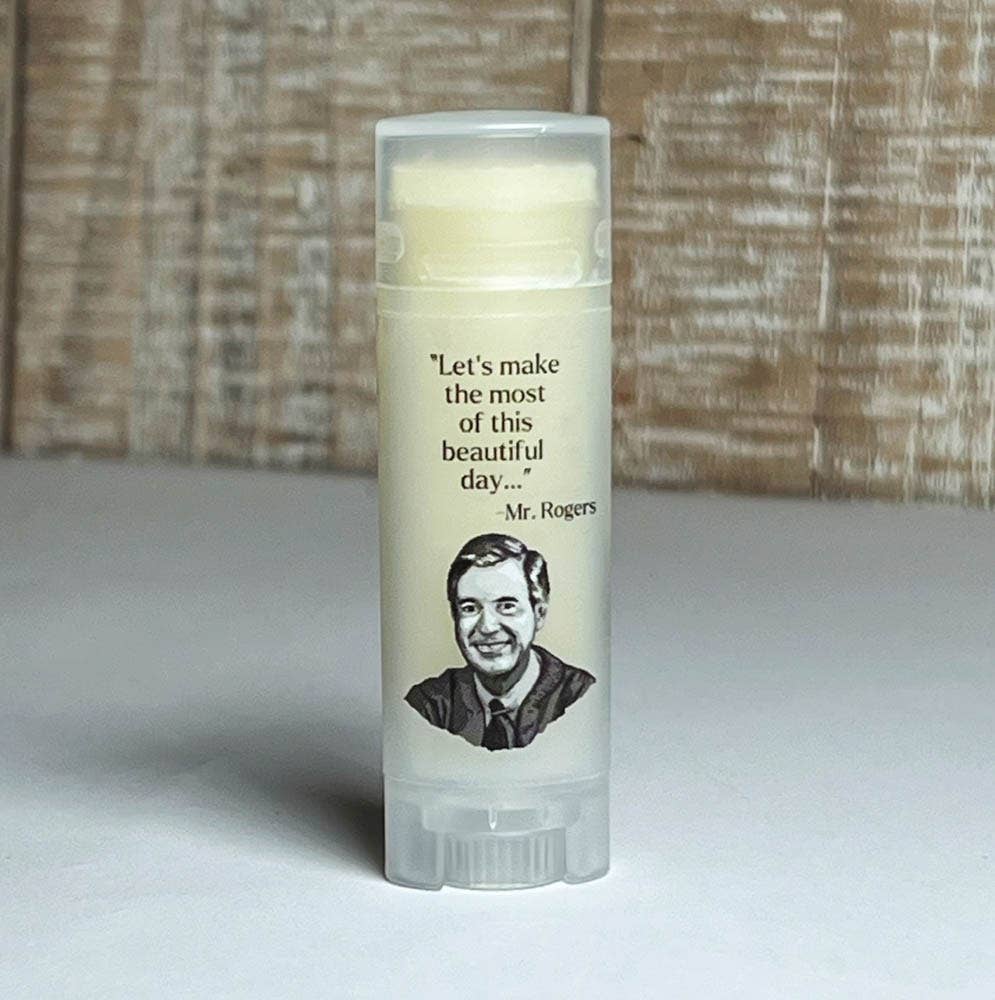 "Let's make
the most
of this
beautiful
day..."
-Mr. Rogers